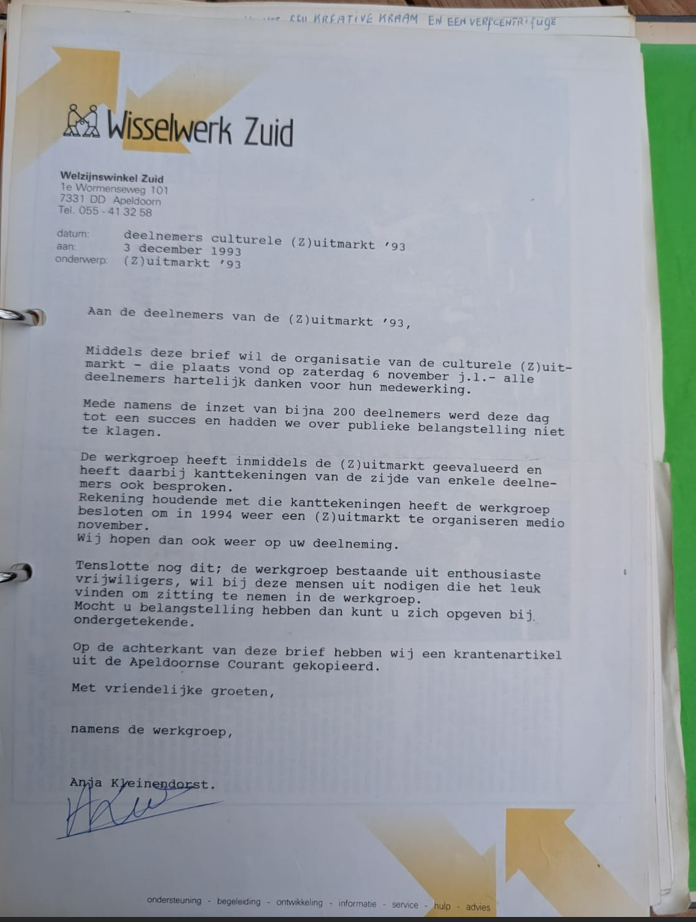 KREATIVE KRAAM EN EEN VERFCENTRIFUGE
Wisselwerk Zuid
Welzijnswinkel Zuid
1e Wormenseweg 101
7331 DD Apeldoorn
Tel. 055 - 41 32 58
datum: deelnemers culturele (Z)uitmarkt '93
aan: 3 december 1993
onderwerp: (Z)uitmarkt '93
Aan de deelnemers van de (Z)uitmarkt '93,
Middels deze brief wil de organisatie van de culturele (Z)uit-
markt - die plaats vond op zaterdag 6 november j.l.- alle
deelnemers hartelijk danken voor hun medewerking.
Mede namens de inzet van bijna 200 deelnemers werd deze dag
tot een succes en hadden we over publieke belangstelling niet
te klagen.
De werkgroep heeft inmiddels de (Z)uitmarkt geevalueerd en
heeft daarbij kanttekeningen van de zijde van enkele deelne-
mers ook besproken.
Rekening houdende met die kanttekeningen heeft de werkgroep
besloten om in 1994 weer een (Z)uitmarkt te organiseren medio
november.
Wij hopen dan ook weer op uw deelneming.
Tenslotte nog dit; de werkgroep bestaande uit enthousiaste
vrijwiligers, wil bij deze mensen uit nodigen die het leuk
vinden om zitting te nemen in de werkgroep.
Mocht u belangstelling hebben dan kunt u zich opgeven bij
ondergetekende.
Op de achterkant van deze brief hebben wij een krantenartikel
uit de Apeldoornse Courant gekopieerd.
Met vriendelijke groeten,
namens de werkgroep,
Anja Kleinendorst.
ondersteuning - begeleiding - ontwikkeling - informatie - service - hulp - advies